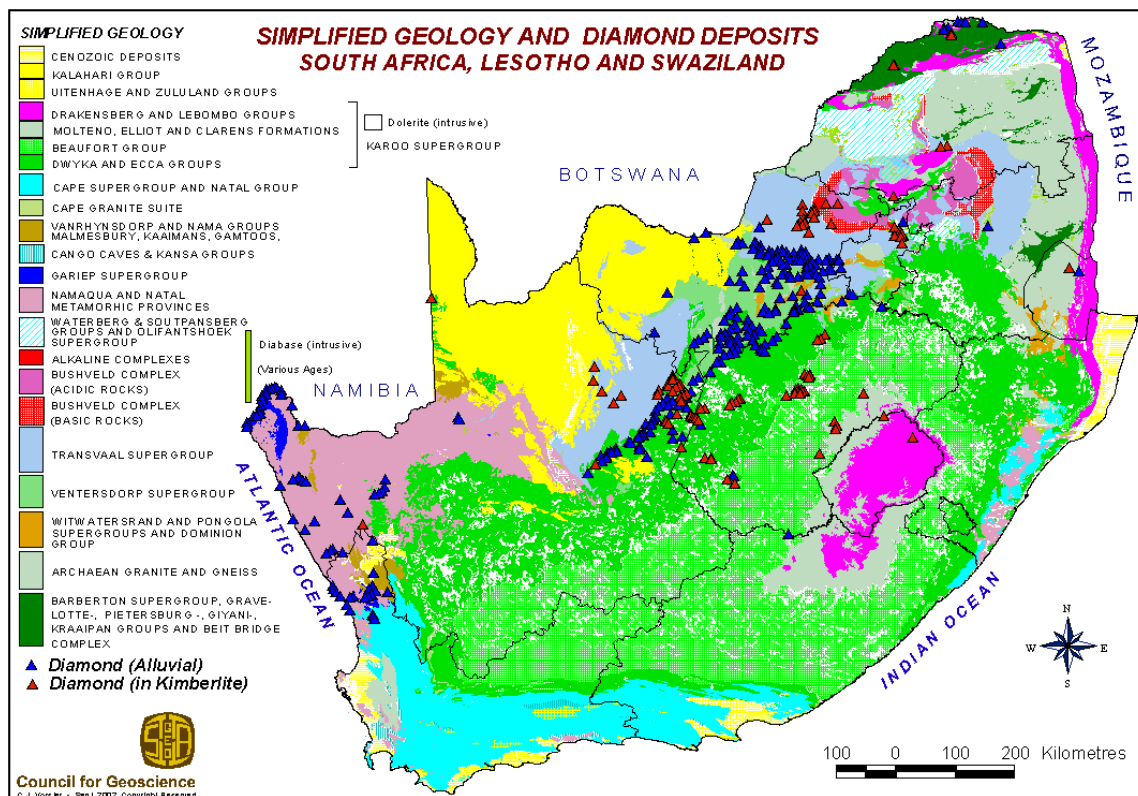 SIMPLIFIED GEOLOGY AND DIAMOND DEPOSITS
SOUTH AFRICA, LESOTHO AND SWAZILAND
SIMPLIFIED GEOLOGY
CENOZOIC DEPOSITS
KALAHARI GROUP
UITENHAGE AND ZULULAND GROUPS
DRAKENSBERG AND LEBOMBO GROUPS
MOLTENO, ELLIOT AND CLARENS FORMATIONS
BEAUFORT GROUP
DWYKA AND ECCA GROUPS
Dolerite (intrusive)
KAROO SUPERGROUP
CAPE SUPERGROUP AND NATAL GROUP
CAPE GRANITE SUITE
VANRHYNSDORP AND NAMA GROUPS
MALMESBURY, KAAIMANS, GAMTOOS,
CANGO CAVES & KANSA GROUPS
GARIEP SUPERGROUP
NAMAQUA AND NATAL
METAMORHIC PROVINCES
WATERBERG & SOUTPANSBERG
GROUPS AND OLIFANTSHOEK
SUPERGROUP
ALKALINE COMPLEXES
BUSHVELD COMPLEX
(ACIDIC ROCKS)
BUSHVELD COMPLEX
(BASIC ROCKS)
Diabase (intrusive)
(Various Ages)
TRANSVAAL SUPERGROUP
VENTERSDORP SUPERGROUP
WITWATERSRAND AND PONGOLA
SUPERGROUPS AND DOMINION
GROUP
ARCHAEAN GRANITE AND GNEISS
BARBERTON SUPERGROUP, GRAVE-
LOTTE-, PIETERSBURG-, GIYANI-,
KRAAIPAN GROUPS AND BEIT BRIDGE
COMPLEX
Diamond (Alluvial)
Diamond (in Kimberlite)
Council for Geoscience
BOTSWANA
NAMIBIA
MOZAMBIQUE
ATLANTIC OCEAN
INDIAN OCEAN
N
W E
S
100 0 100 200 Kilometres